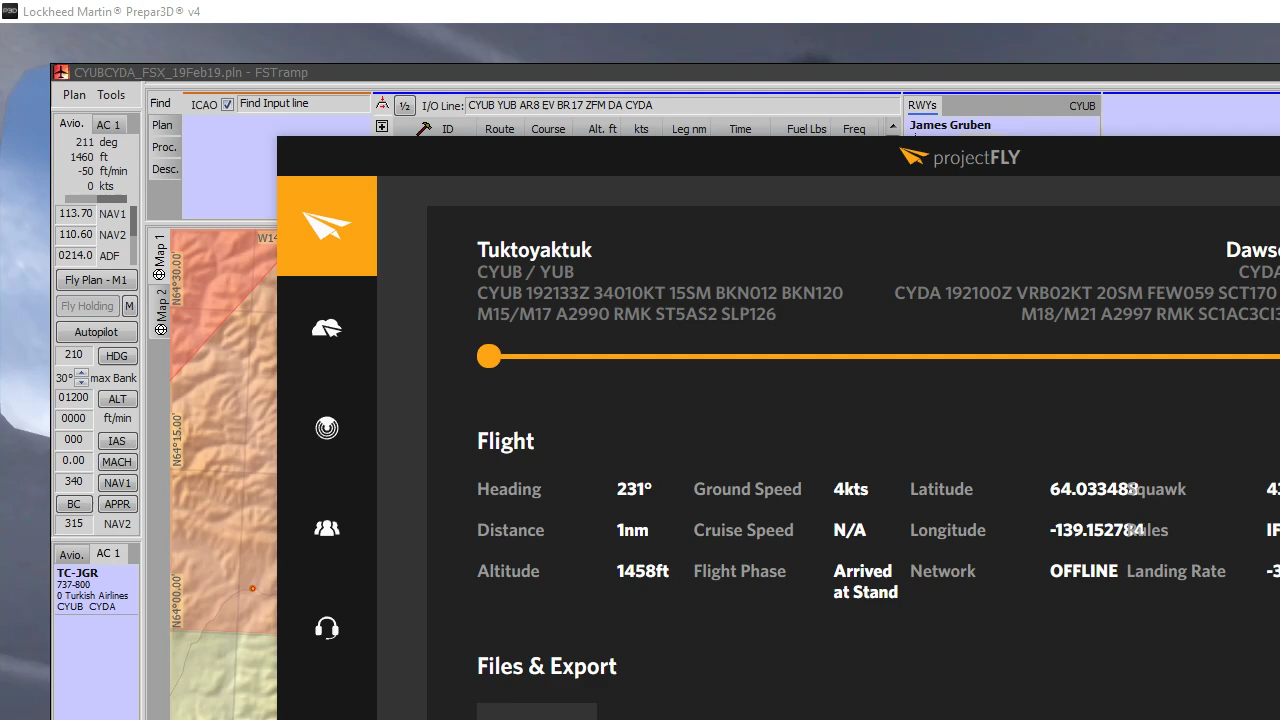 Lockheed Martin® Prepar3D® v4
CYUBCYDA_FSX_19Feb19.pln - FSTramp
Plan Tools
Find ICAO Find Input line
Plan
Proc.
Desc.
½ I/O Line: CYUB YUB AR8 EV BR17 ZFM DA CYDA
ID Route Course Alt. ft kts Leg nm Time Fuel Lbs Freq
RWYs CYUB
James Gruben
Avio. AC 1
211 deg
1460 ft
-50 ft/min
0 kts
113.70 NAV1
110.60 NAV2
0214.0 ADF
Fly Plan - M1
Fly Holding M
Autopilot
210 HDG
30° max Bank
01200 ALT
0000 ft/min
000 IAS
0.00 MACH
340 NAV1
BC APPR
315 NAV2
Avio. AC 1
TC-JGR
737-800
0 Turkish Airlines
CYUB CYDA
Map 1
Map 2
W14
N64°30.00'
N64°15.00'
N64°00.00'
projectFLY
Tuktoyaktuk
CYUB / YUB
CYUB 192133Z 34010KT 15SM BKN012 BKN120
M15/M17 A2990 RMK ST5AS2 SLP126
Daws
CYDA
CYDA 192100Z VRB02KT 20SM FEW059 SCT170
M18/M21 A2997 RMK SC1AC3CI3
Flight
Heading 231° Ground Speed 4kts Latitude 64.033488 Squawk
Distance 1nm Cruise Speed N/A Longitude -139.152784 Rules
Altitude 1458ft Flight Phase Arrived at Stand Network OFFLINE Landing Rate
Files & Export